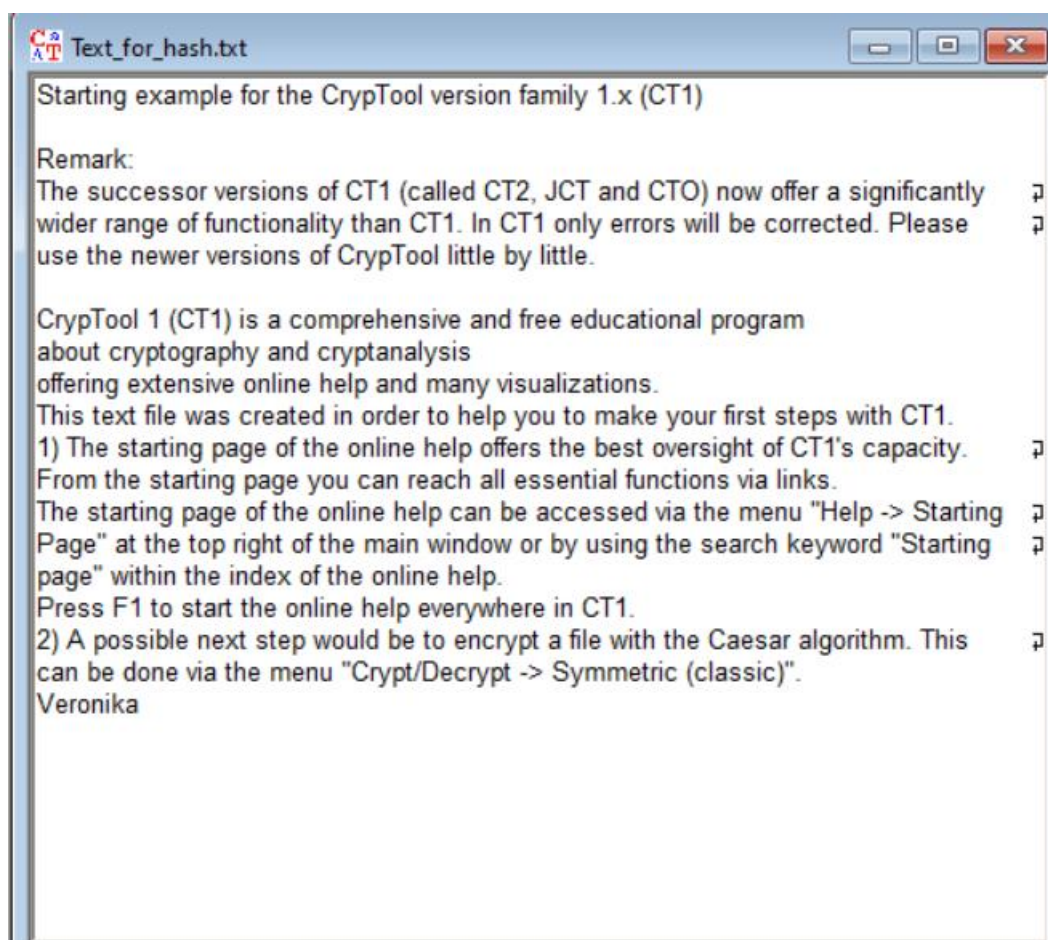 Text_for_hash.txt
Starting example for the CrypTool version family 1.x (CT1)
Remark:
The successor versions of CT1 (called CT2, JCT and CTO) now offer a significantly
wider range of functionality than CT1. In CT1 only errors will be corrected. Please
use the newer versions of CrypTool little by little.
CrypTool 1 (CT1) is a comprehensive and free educational program
about cryptography and cryptanalysis
offering extensive online help and many visualizations.
This text file was created in order to help you to make your first steps with CT1.
1) The starting page of the online help offers the best oversight of CT1's capacity.
From the starting page you can reach all essential functions via links.
The starting page of the online help can be accessed via the menu "Help -> Starting
Page" at the top right of the main window or by using the search keyword "Starting
page" within the index of the online help.
Press F1 to start the online help everywhere in CT1.
2) A possible next step would be to encrypt a file with the Caesar algorithm. This
can be done via the menu "Crypt/Decrypt -> Symmetric (classic)".
Veronika